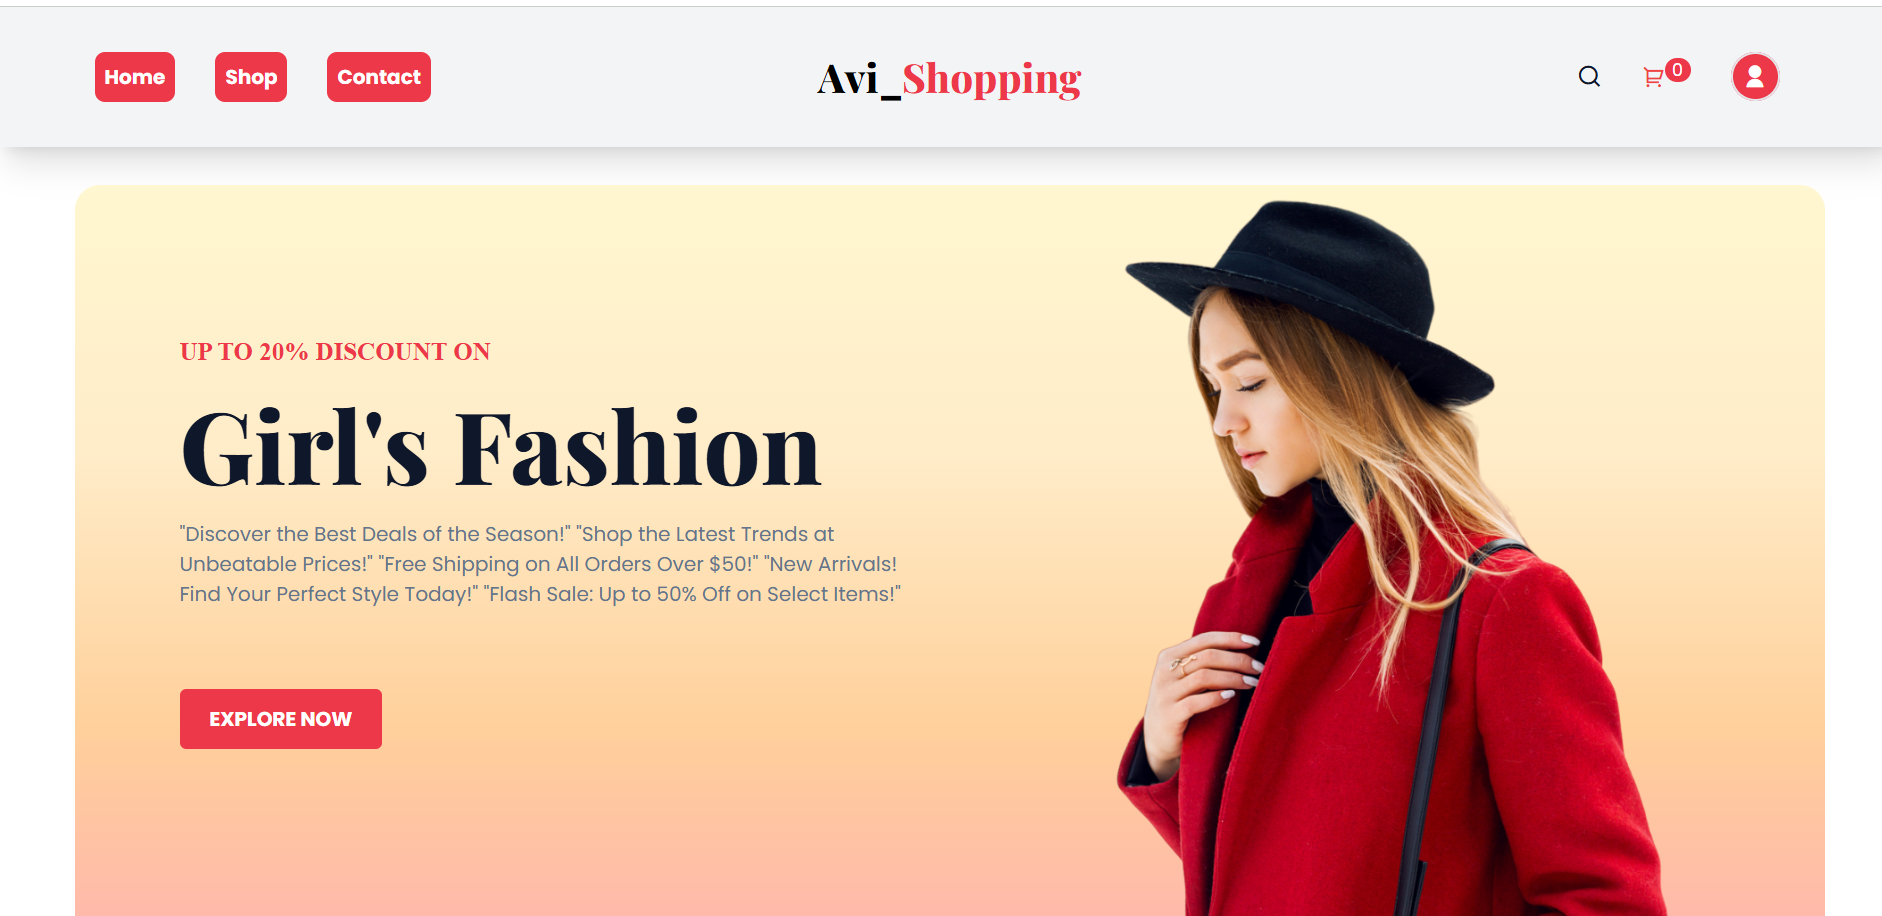 Home Shop Contact Avi_Shopping 0
UP TO 20% DISCOUNT ON
Girl's Fashion
"Discover the Best Deals of the Season!" "Shop the Latest Trends at
Unbeatable Prices!" "Free Shipping on All Orders Over $50!" "New Arrivals!
Find Your Perfect Style Today!" "Flash Sale: Up to 50% Off on Select Items!"
EXPLORE NOW